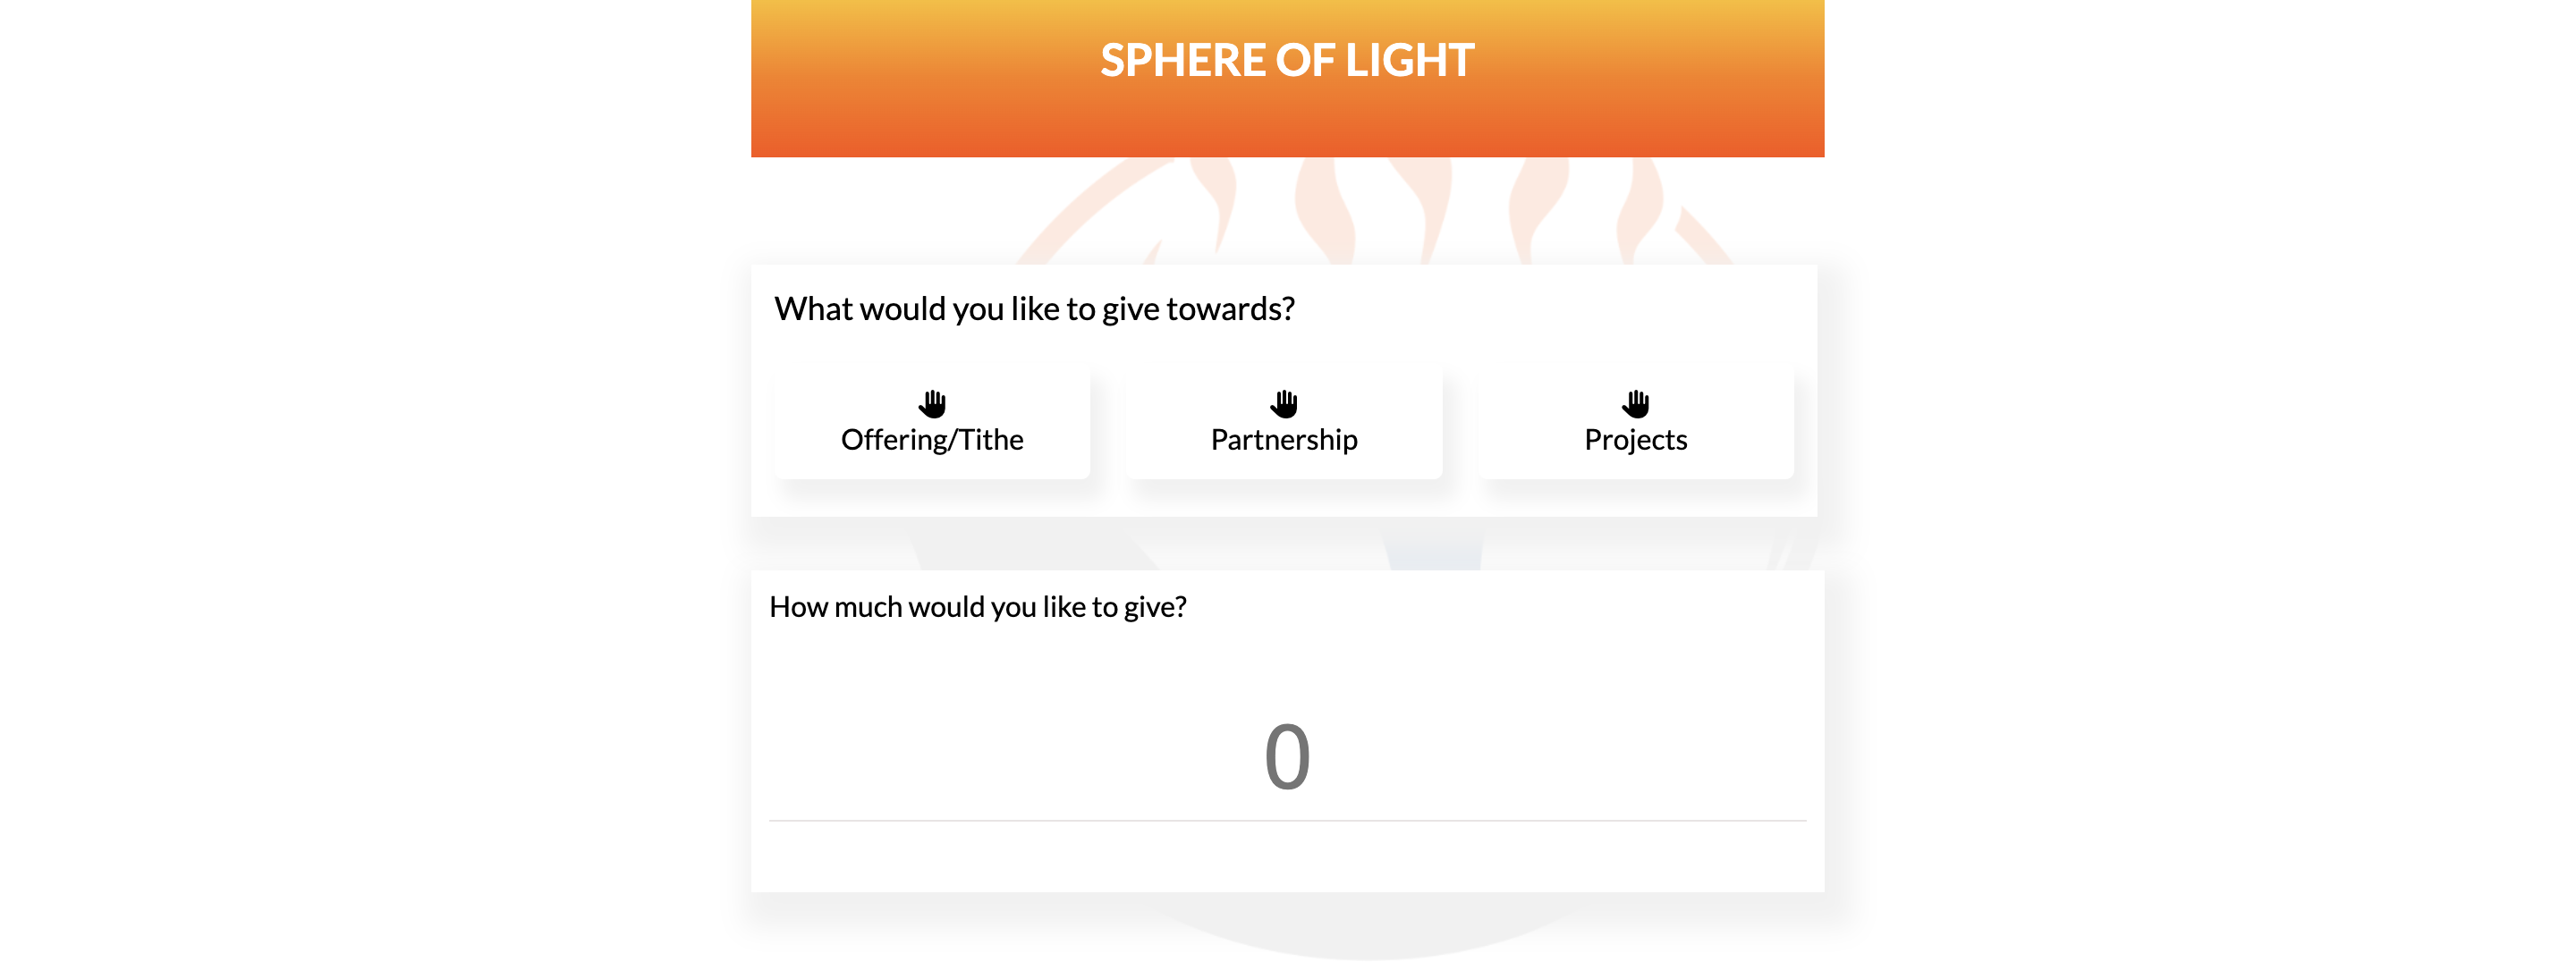 SPHERE OF LIGHT
What would you like to give towards?
Offering/Tithe
Partnership
Projects
How much would you like to give?
0